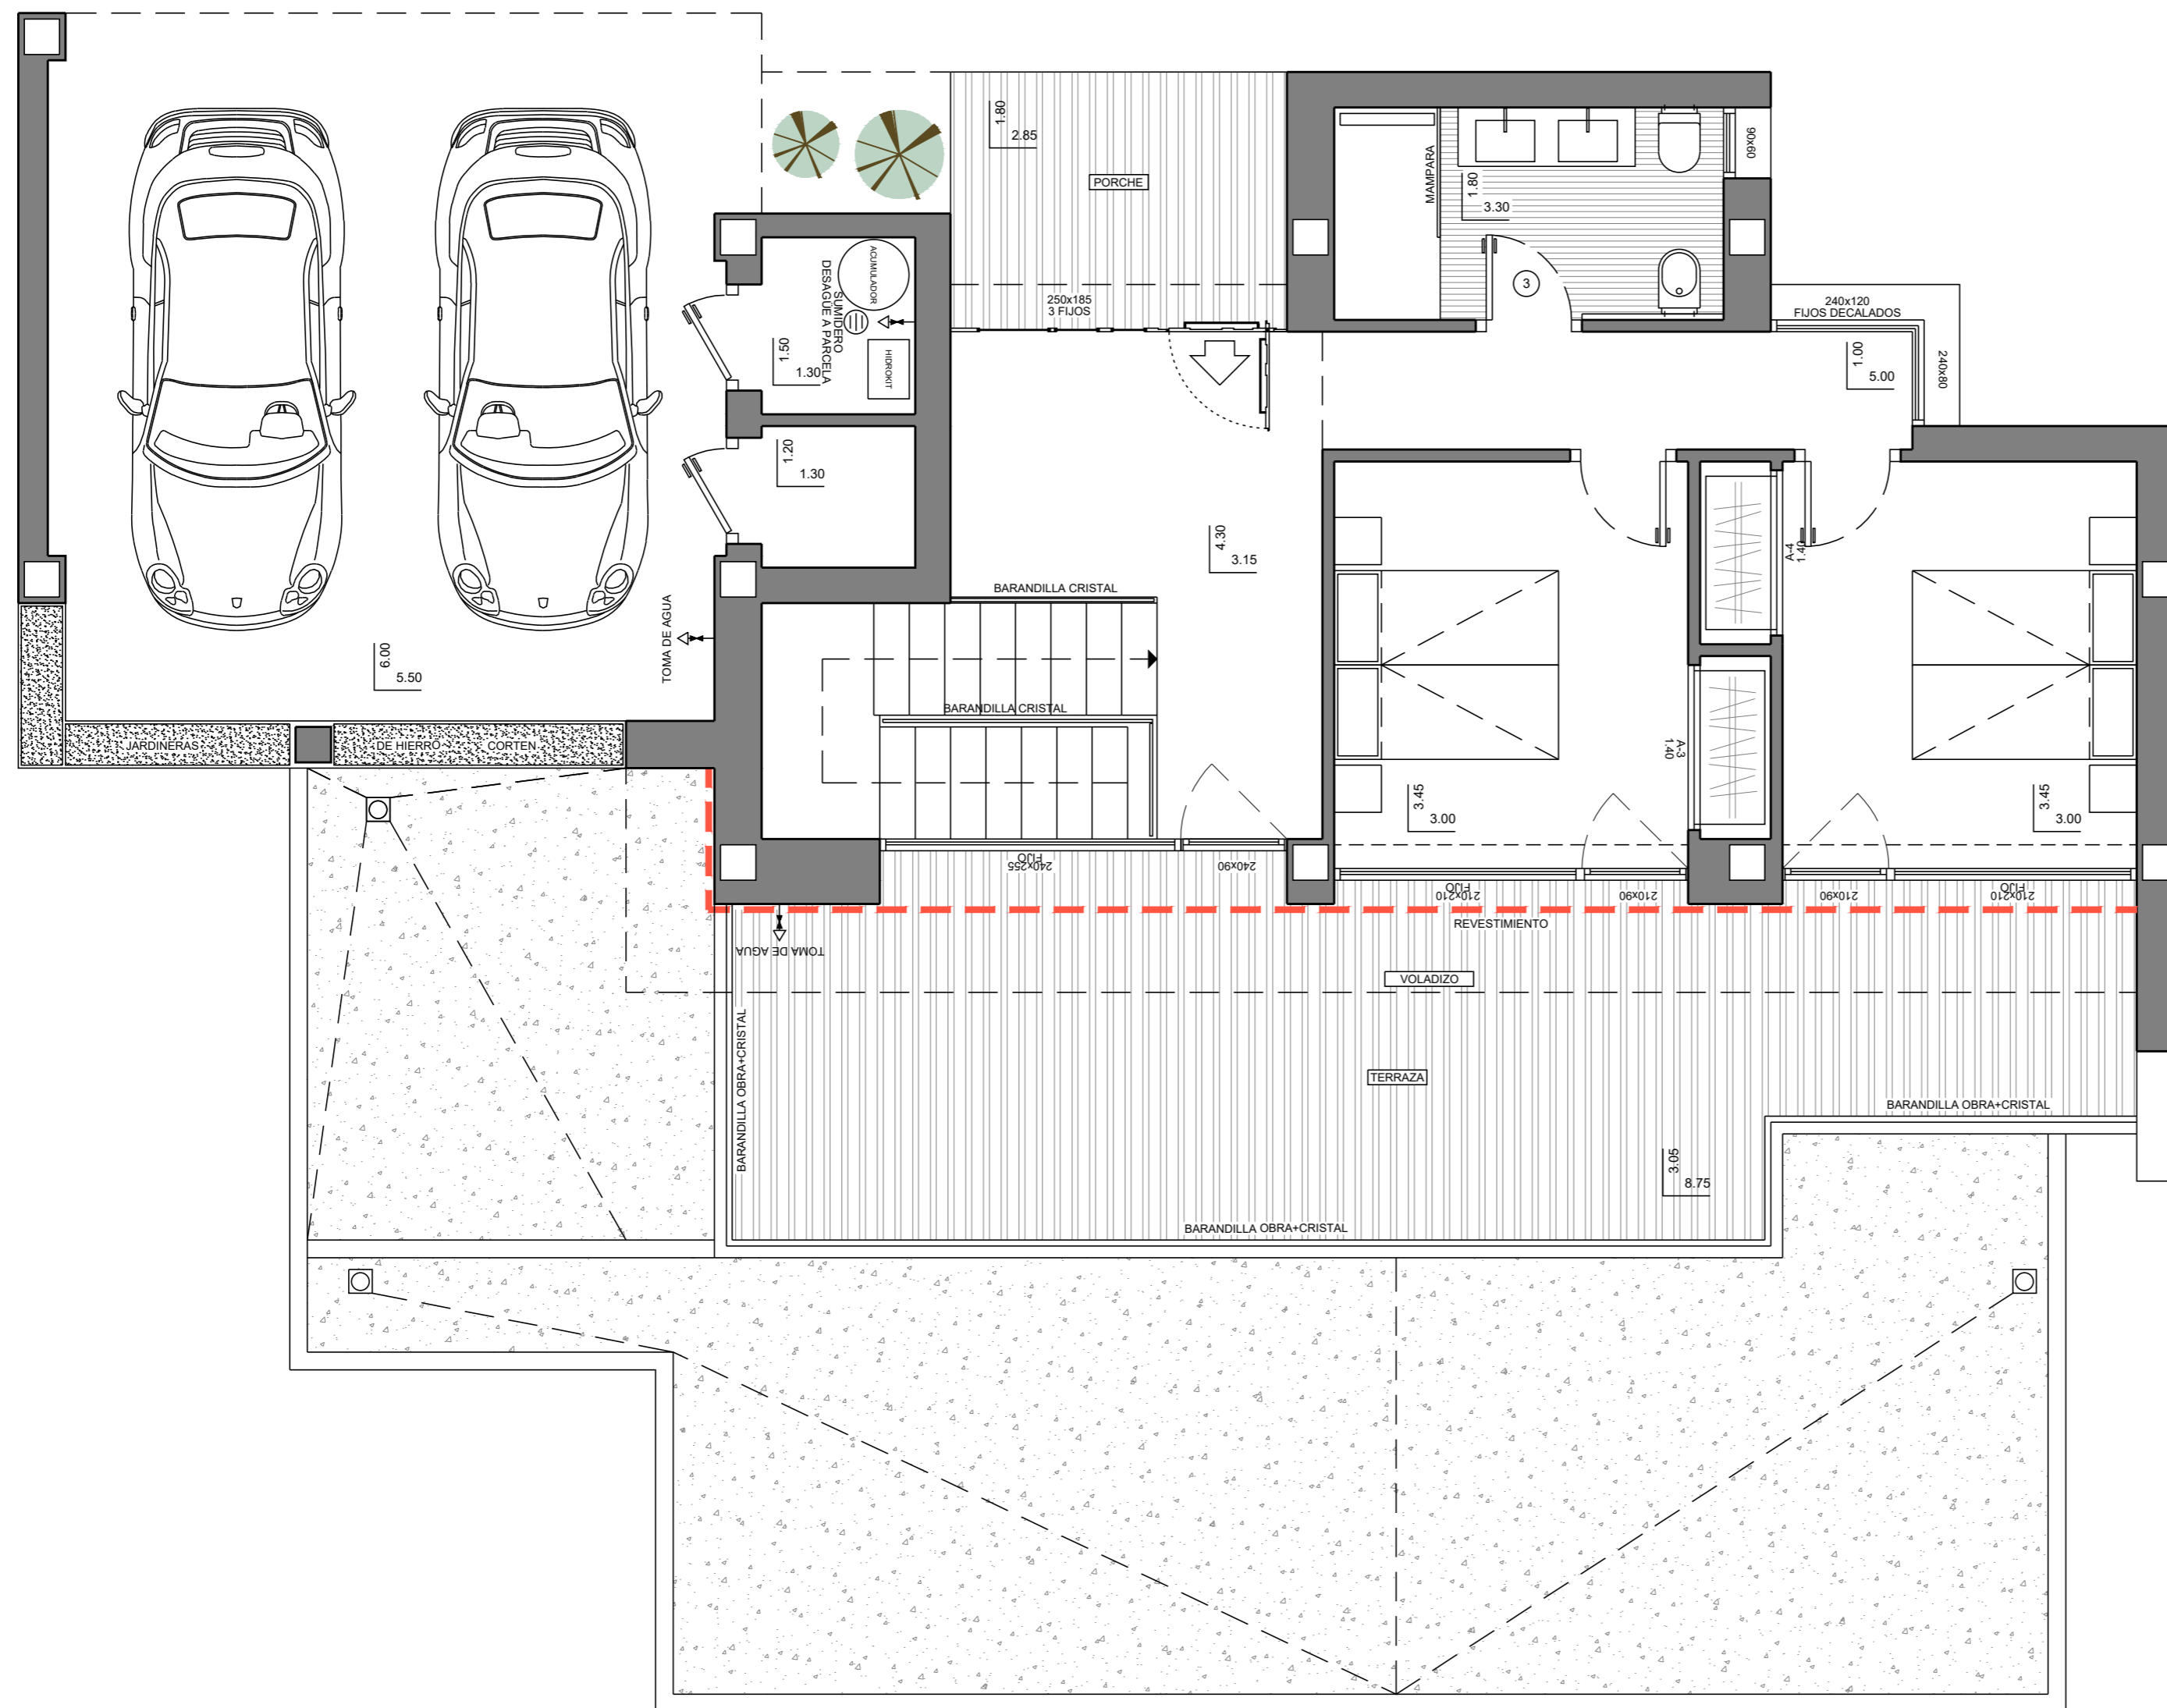 1.80
2.85
PORCHE
MAMPARA
1.80
3.30
90x60
ACUMULADOR
SUMIDERO
DESAGÜE A PARCELA
HIDROKIT
1.50
1.30
250x185
3 FIJOS
3
240x120
FIJOS DECALADOS
240x80
1.00
5.00
1.20
1.30
4.30
3.15
A-4
1.40
BARANDILLA CRISTAL
TOMA DE AGUA
6.00
5.50
BARANDILLA CRISTAL
JARDINERAS
DE HIERRO
CORTEN
A-3
1.40
3.45
3.00
3.45
3.00
240x255
FIJO
240x90
210x210
FIJO
210x90
210x90
210x210
FIJO
REVESTIMIENTO
TOMA DE AGUA
VOLADIZO
BARANDILLA OBRA+CRISTAL
TERRAZA
BARANDILLA OBRA+CRISTAL
3.05
8.75
BARANDILLA OBRA+CRISTAL